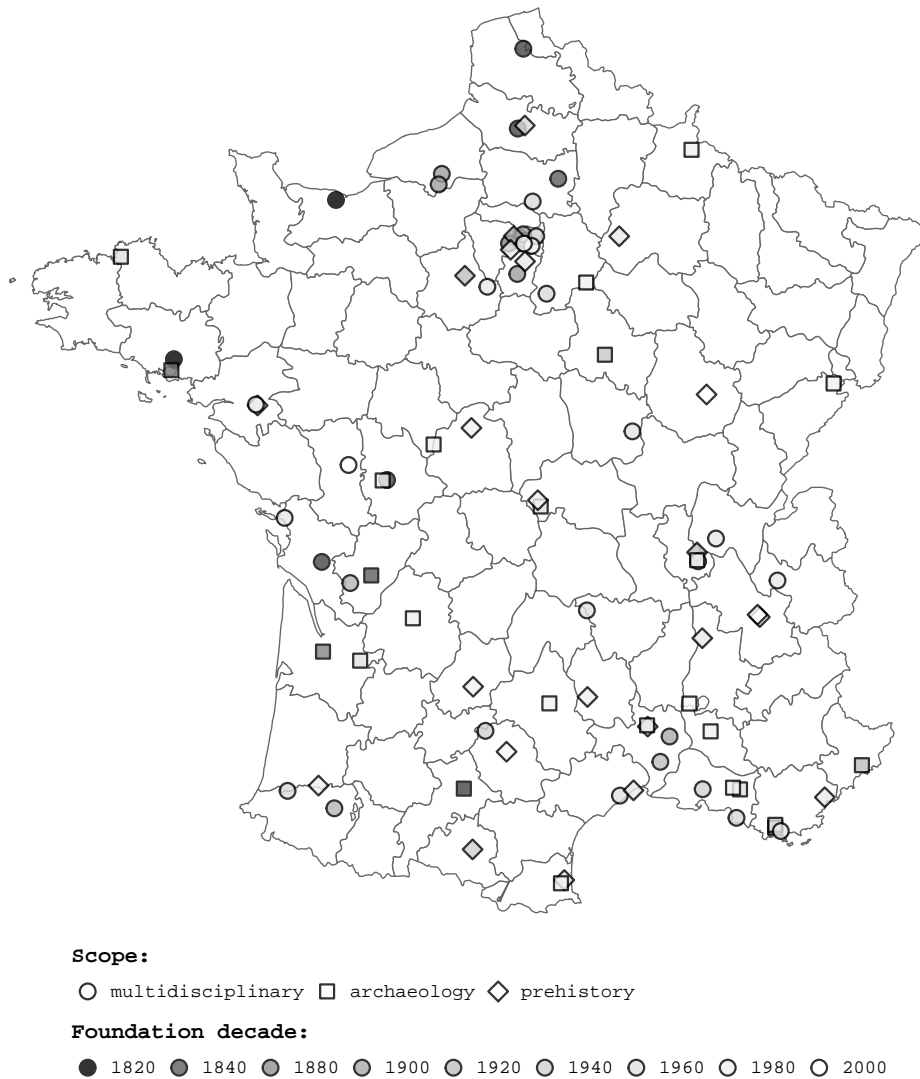 Scope:
multidisciplinary archaeology prehistory
Foundation decade:
1820 1840 1880 1900 1920 1940 1960 1980 2000